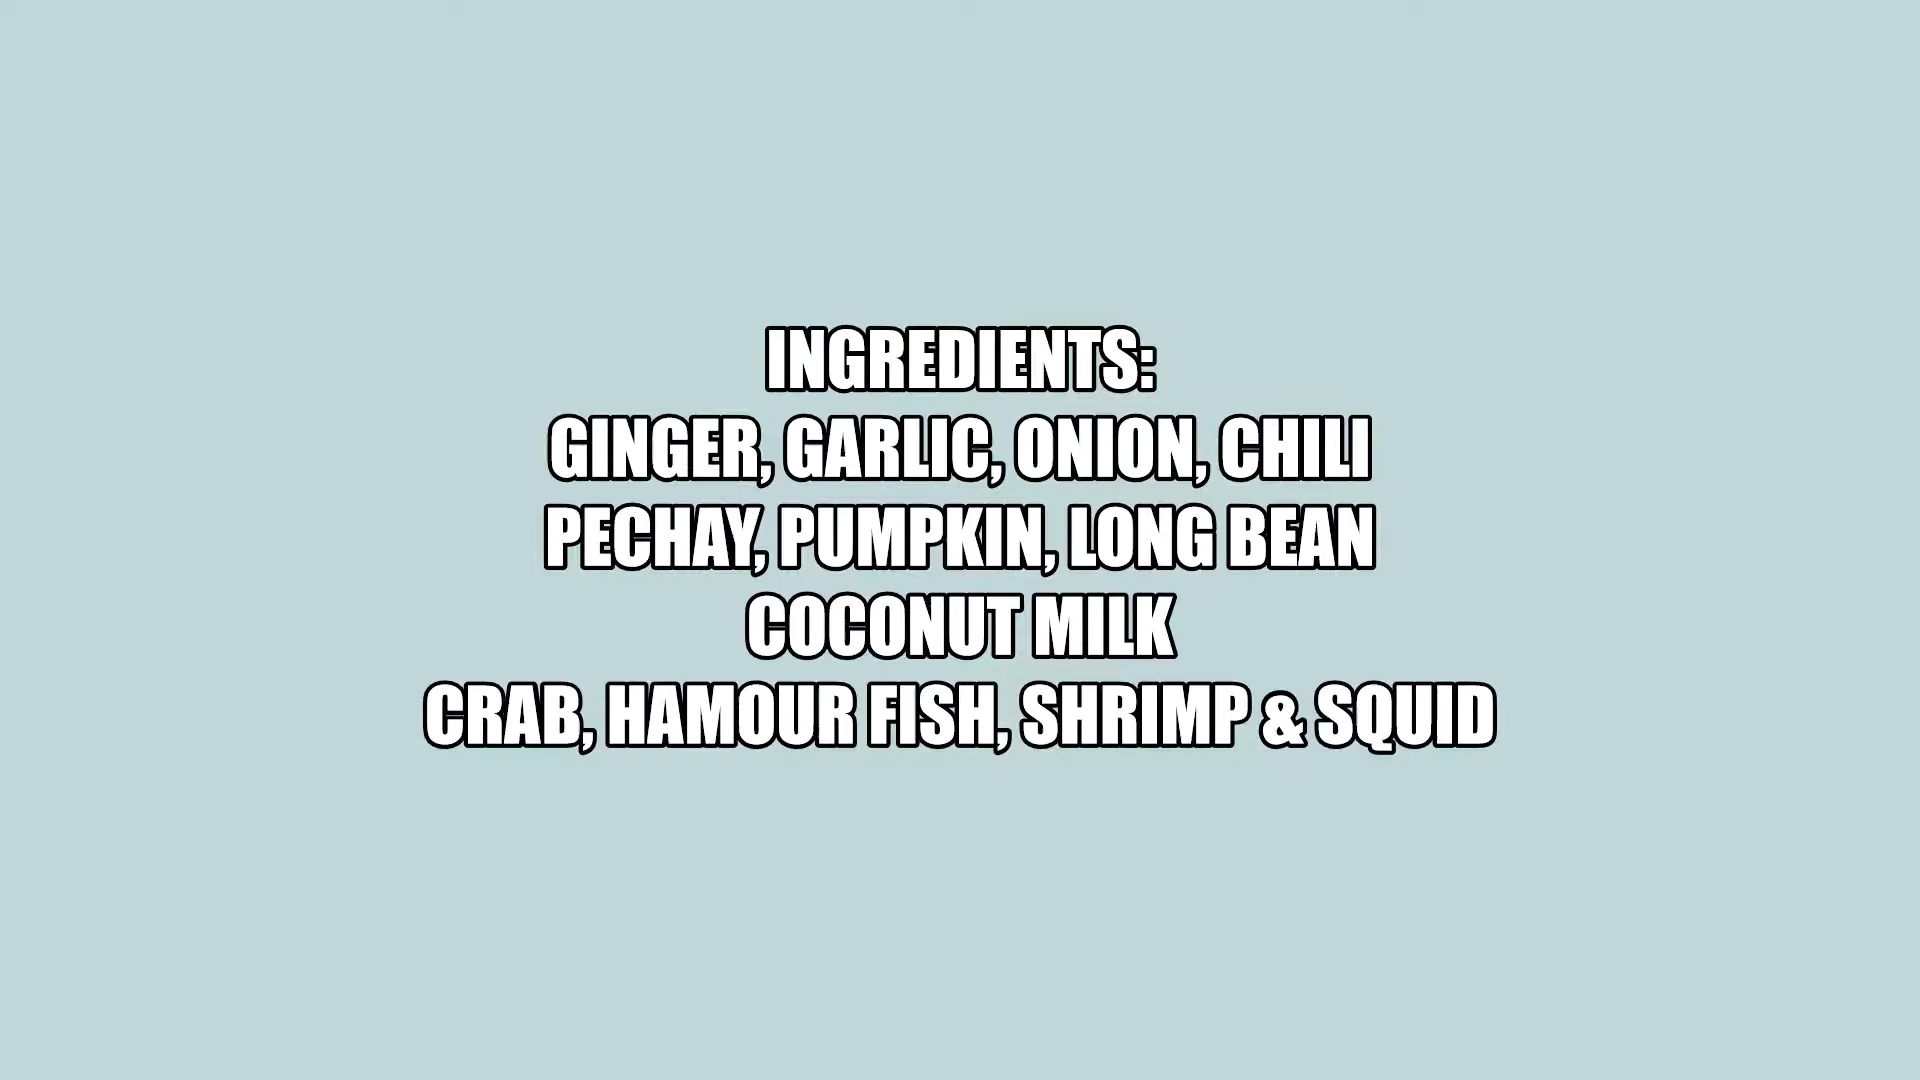 INGREDIENTS:
GINGER, GARLIC, ONION, CHILI
PECHAY, PUMPKIN, LONG BEAN
COCONUT MILK
CRAB, HAMOUR FISH, SHRIMP & SQUID